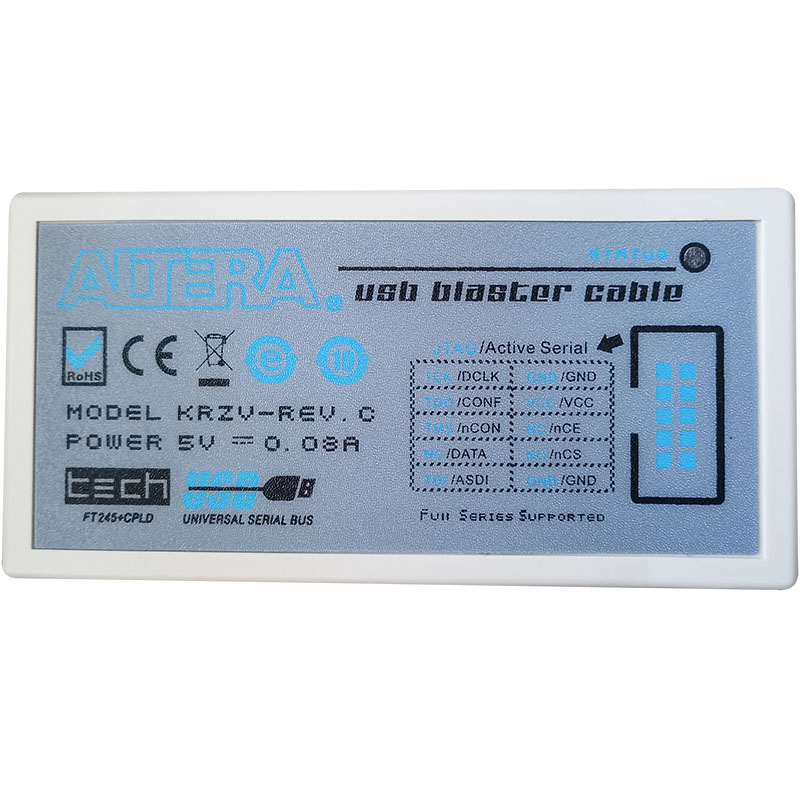 STATUS
ALTERA®
usb blaster cable
RoHS
CE
e
10
MODEL KRZV-REV.C
POWER 5V ⎓ 0.08A
tech
FT245+CPLD
USB
UNIVERSAL SERIAL BUS
JTAG/Active Serial
TCK/DCLK GND/GND
TDO/CONF VCC/VCC
TMS/nCON NC/nCE
/DATA /nCS
TDI/ASDI GND/GND
Full Series Supported